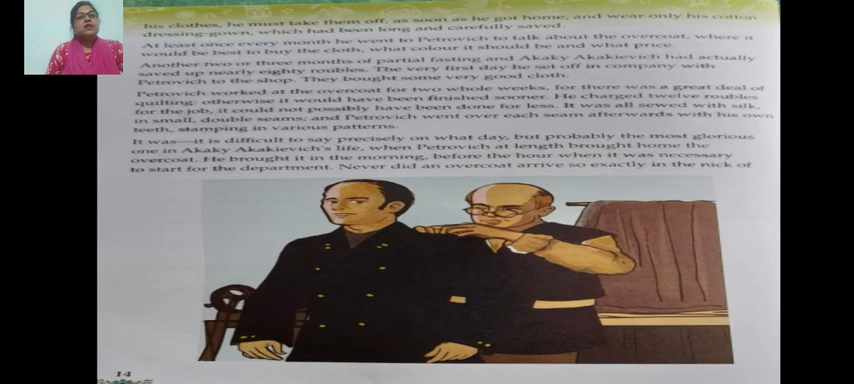 his clothes, he must take them off, as soon as he got home, and wear only his cotton
dressing-gown, which had been long and carefully saved.
At least once every month he went to Petrovich to talk about the overcoat, where it
would be best to buy the cloth, what colour it should be and what price.
Another two or three months of partial fasting and Akaky Akakievich had actually
saved up nearly eighty roubles. The very first day he set off in company with
Petrovich to the shop. They bought some very good cloth.
Petrovich worked at the overcoat for two whole weeks, for there was a great deal of
quilting; otherwise it would have been finished sooner. He charged twelve roubles
for the job, it could not possibly have been done for less. It was all sewed with silk,
in small, double seams; and Petrovich went over each seam afterwards with his own
teeth, stamping in various patterns.
It was—it is difficult to say precisely on what day, but probably the most glorious
one in Akaky Akakievich's life, when Petrovich at length brought home the
overcoat. He brought it in the morning, before the hour when it was necessary
to start for the department. Never did an overcoat arrive so exactly in the nick of
14